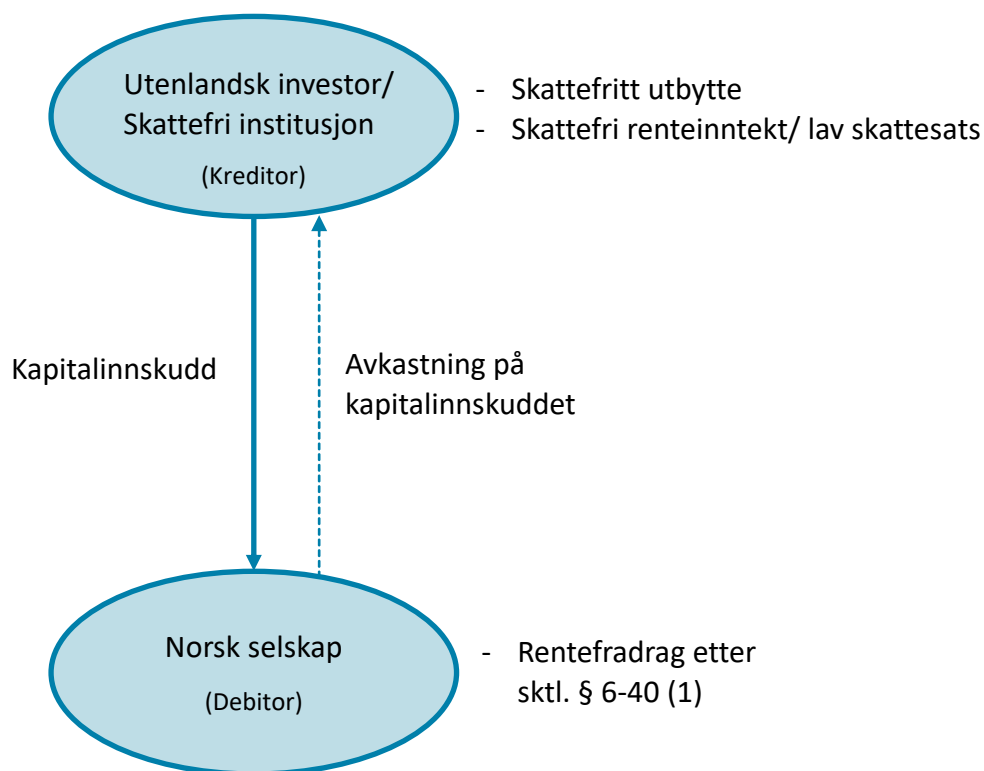 Utenlandsk investor/
Skattefri institusjon
(Kreditor)
- Skattefritt utbytte
- Skattefri renteinntekt/ lav skattesats
Kapitalinnskudd
Avkastning på
kapitalinnskuddet
Norsk selskap
(Debitor)
- Rentefradrag etter
sktl. § 6-40 (1)